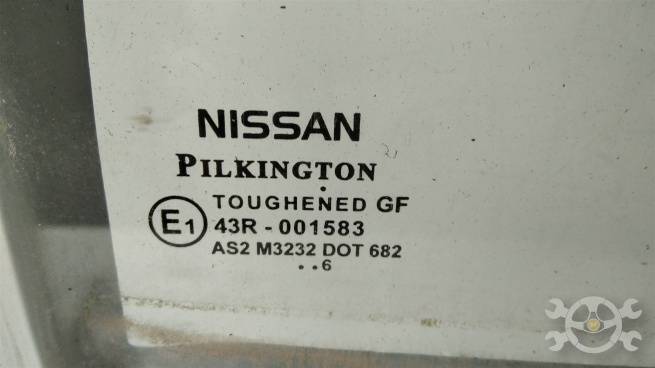 NISSAN
PILKINGTON
.
TOUGHENED GF
E1 43R - 001583
AS2 M3232 DOT 682
..6